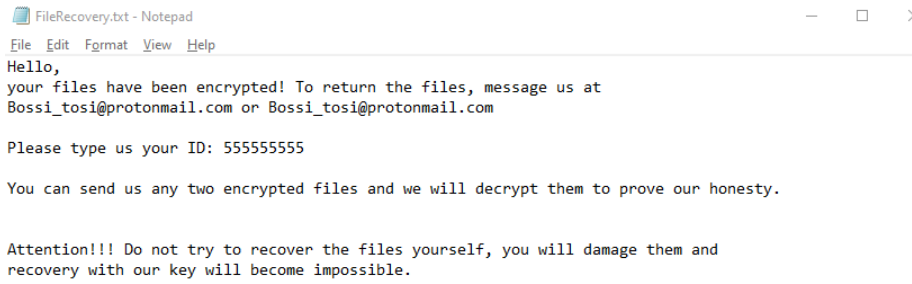 FileRecovery.txt - Notepad
File Edit Format View Help
Hello,
your files have been encrypted! To return the files, message us at
Bossi_tosi@protonmail.com or Bossi_tosi@protonmail.com
Please type us your ID: 555555555
You can send us any two encrypted files and we will decrypt them to prove our honesty.
Attention!!! Do not try to recover the files yourself, you will damage them and
recovery with our key will become impossible.